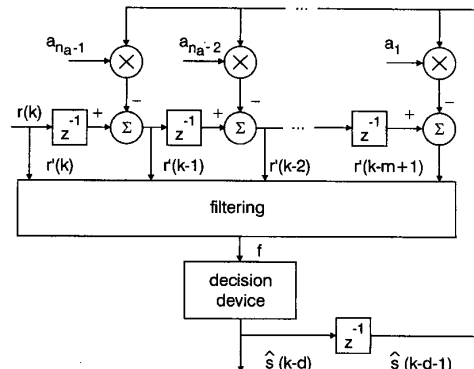 ...
a_{n_a-1} a_{n_a-2} a_1
× × ×
− − −
r(k) z^{-1} + Σ z^{-1} + Σ ... z^{-1} + Σ
r'(k) r'(k-1) r'(k-2) r'(k-m+1)
filtering
f
decision
device
z^{-1}
ŝ (k-d) ŝ (k-d-1)